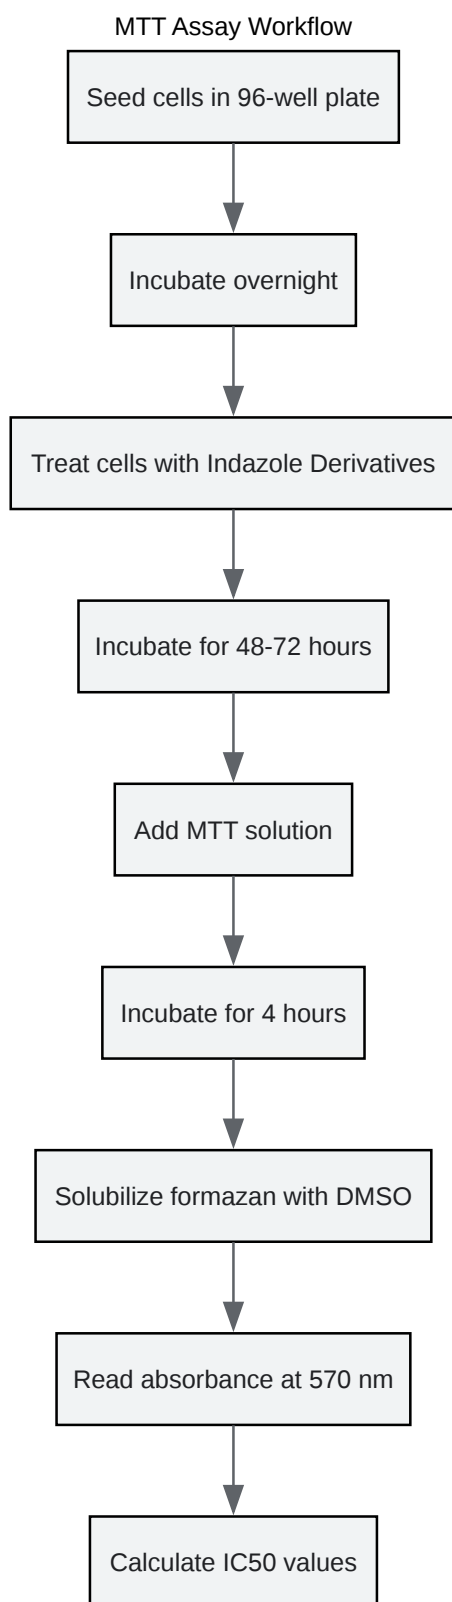 MTT Assay Workflow
Seed cells in 96-well plate
Incubate overnight
Treat cells with Indazole Derivatives
Incubate for 48-72 hours
Add MTT solution
Incubate for 4 hours
Solubilize formazan with DMSO
Read absorbance at 570 nm
Calculate IC50 values